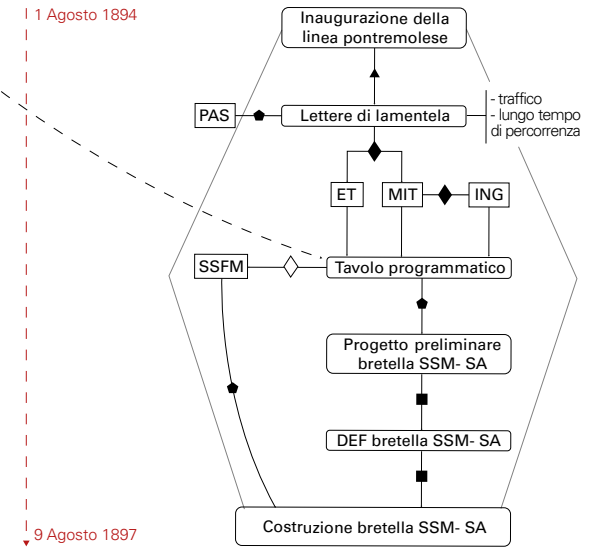 1 Agosto 1894
Inaugurazione della
linea pontremolese
PAS
Lettere di lamentela
- traffico
- lungo tempo
di percorrenza
ET
MIT
ING
SSFM
Tavolo programmatico
Progetto preliminare
bretella SSM- SA
DEF bretella SSM- SA
Costruzione bretella SSM- SA
9 Agosto 1897